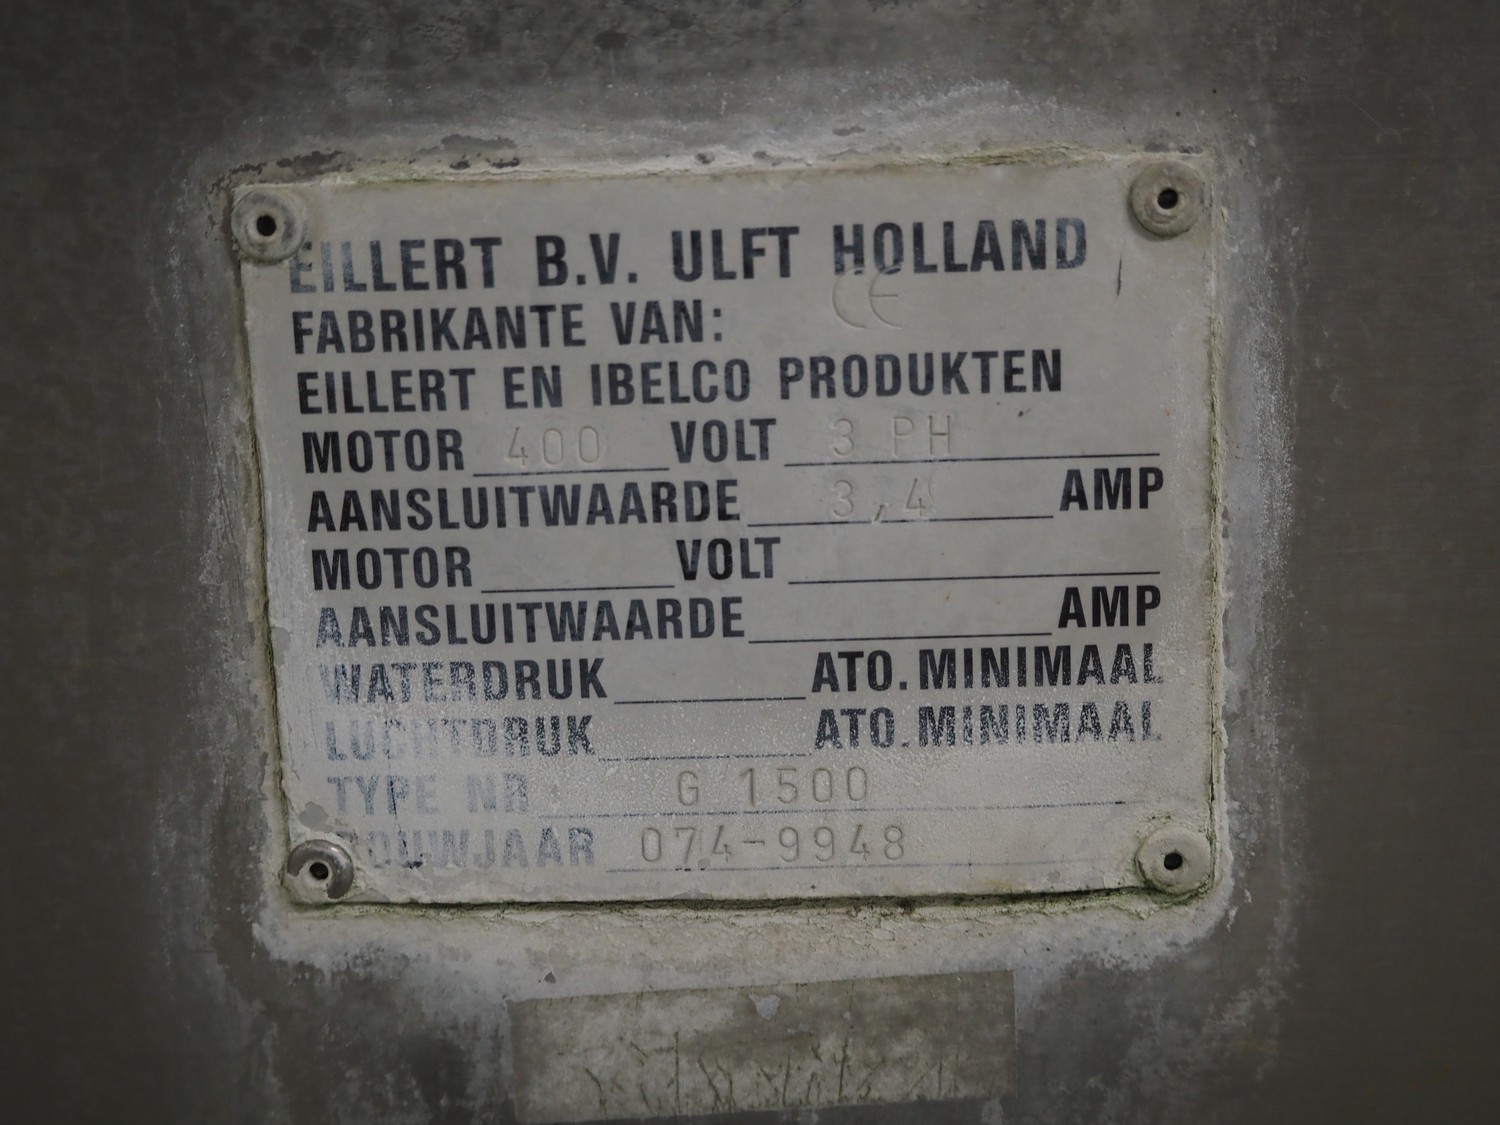 EILLERT B.V. ULFT HOLLAND
CE
FABRIKANTE VAN:
EILLERT EN IBELCO PRODUKTEN
MOTOR 400 VOLT 3 PH
AANSLUITWAARDE 3,4 AMP
MOTOR VOLT
AANSLUITWAARDE AMP
WATERDRUK ATO. MINIMAAL
LUCHTDRUK ATO. MINIMAAL
TYPE NR G 1500
BOUWJAAR 074-9948